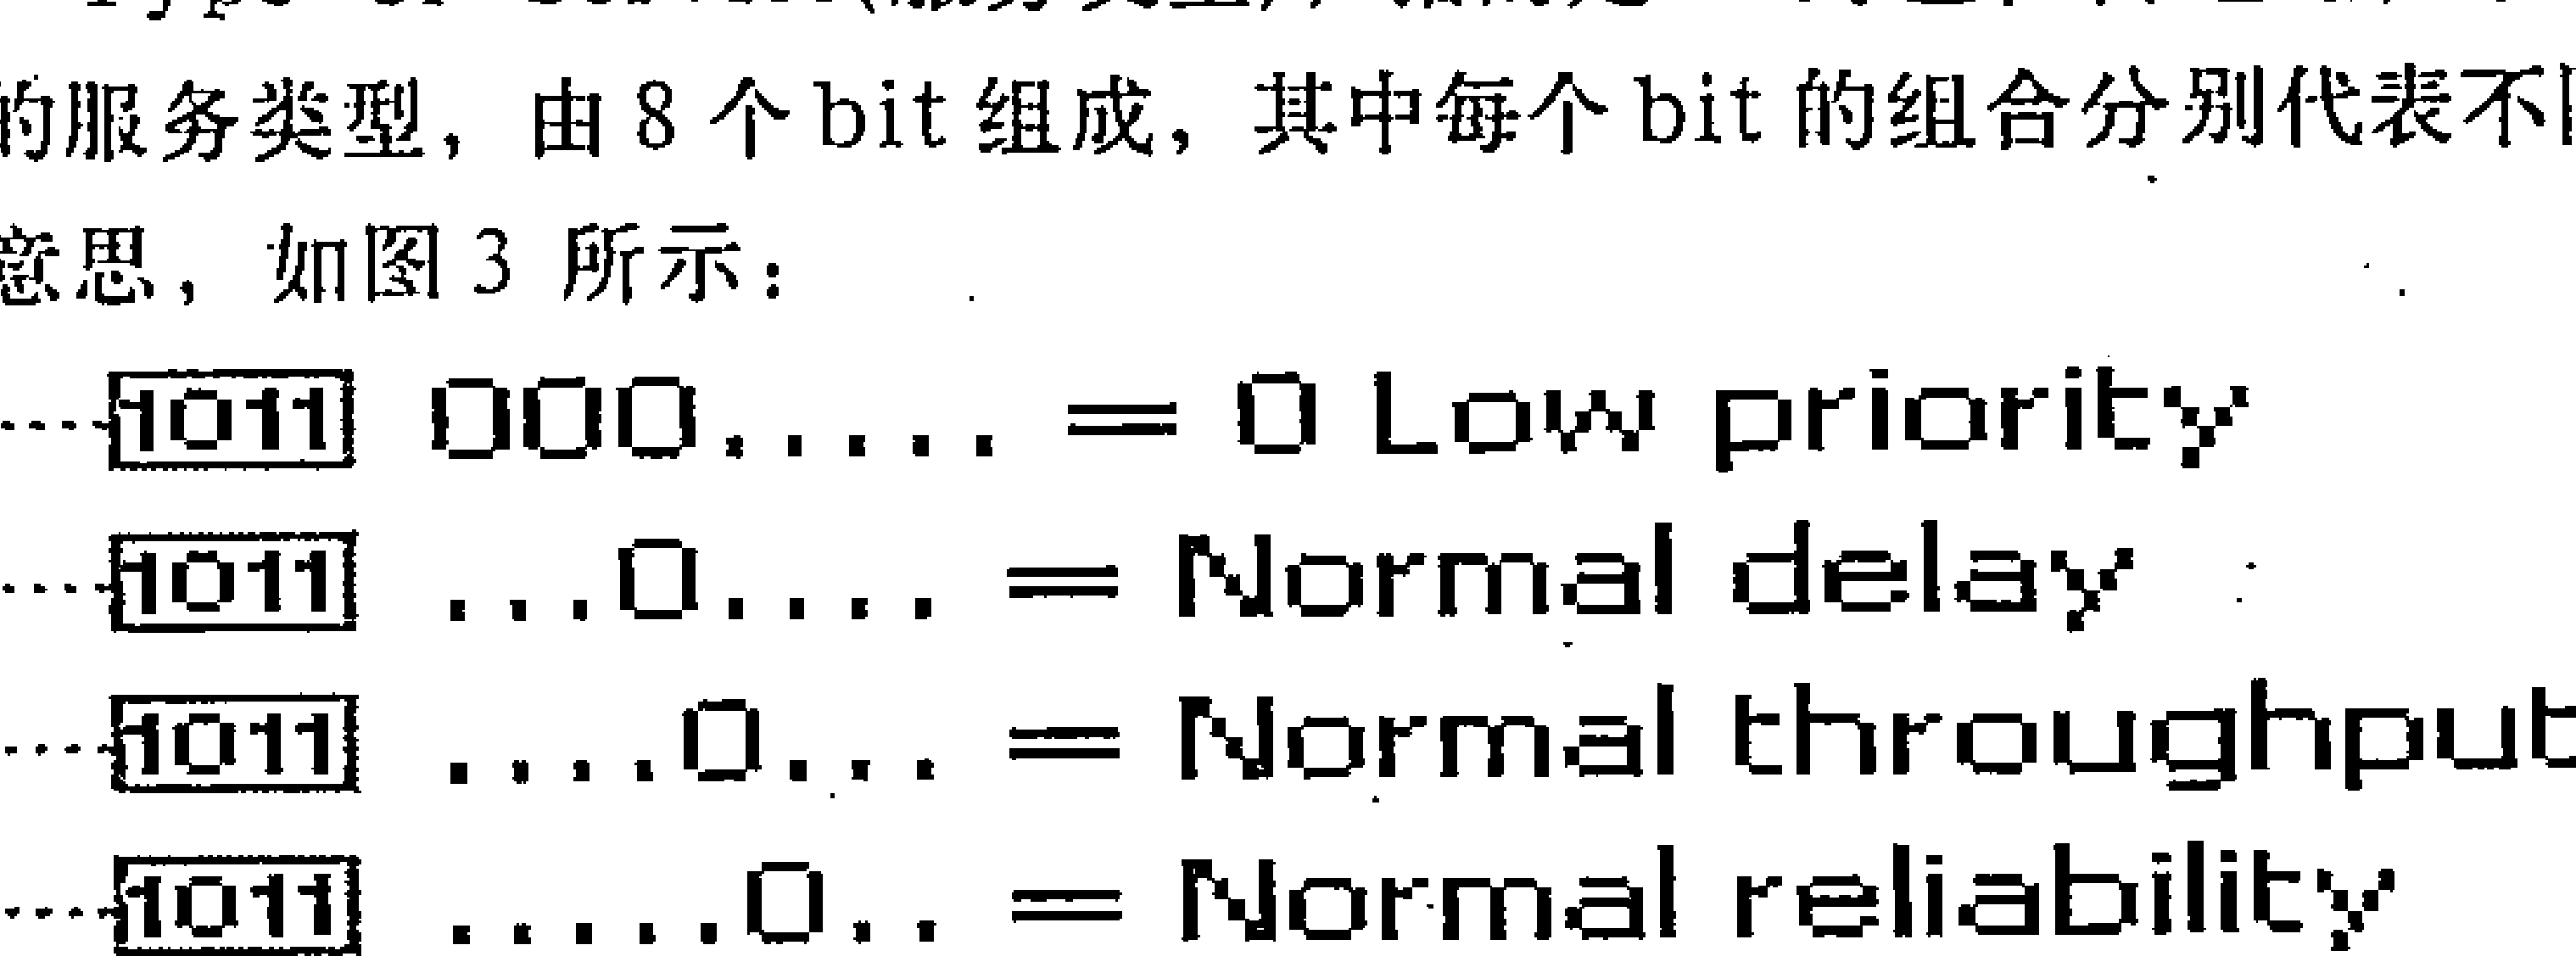 的服务类型，由 8 个 bit 组成，其中每个 bit 的组合分别代表不
意思，如图 3 所示：
1011 000..... = 0 Low priority
1011 ...0.... = Normal delay
1011 ....0... = Normal throughput
1011 .....0.. = Normal reliability